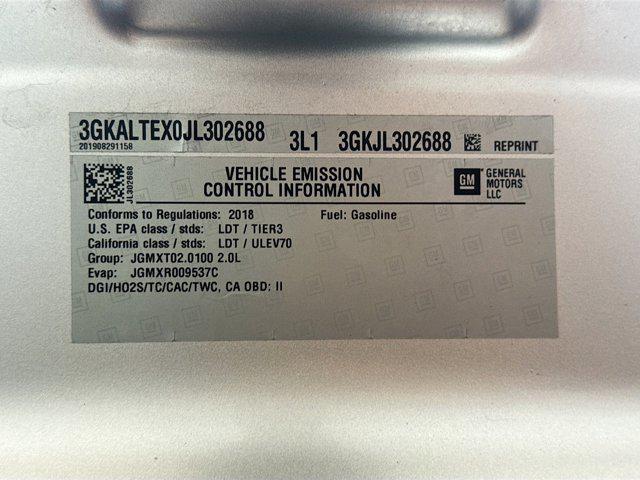 3GKALTEX0JL302688 3L1 3GKJL302688 REPRINT
201908291158
JL302688
VEHICLE EMISSION
CONTROL INFORMATION
GM GENERAL
MOTORS
LLC
Conforms to Regulations: 2018 Fuel: Gasoline
U.S. EPA class / stds: LDT / TIER3
California class / stds: LDT / ULEV70
Group: JGMXT02.0100 2.0L
Evap: JGMXR009537C
DGI/HO2S/TC/CAC/TWC, CA OBD: II